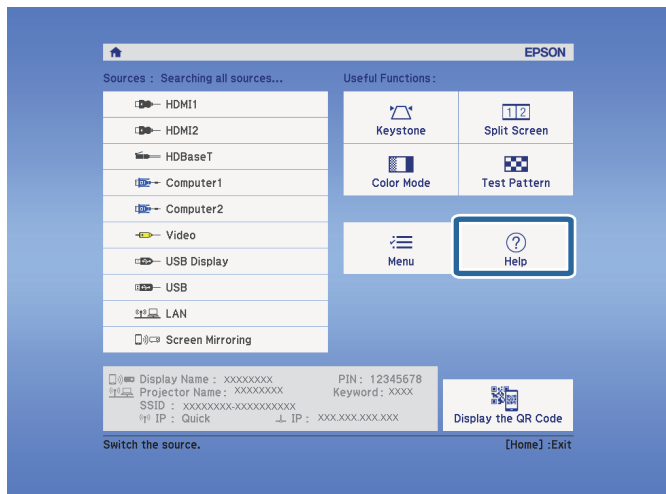 EPSON
Sources : Searching all sources...
HDMI1
HDMI2
HDBaseT
Computer1
Computer2
Video
USB Display
USB
LAN
Screen Mirroring
Useful Functions:
Keystone
1 2
Split Screen
Color Mode
Test Pattern
Menu
?
Help
Display Name : XXXXXXXX
PIN: 12345678
Projector Name: XXXXXXXX
Keyword: XXXX
SSID : XXXXXXXX-XXXXXXXXXX
IP : Quick
IP : XXX.XXX.XXX.XXX
Display the QR Code
Switch the source.
[Home] :Exit